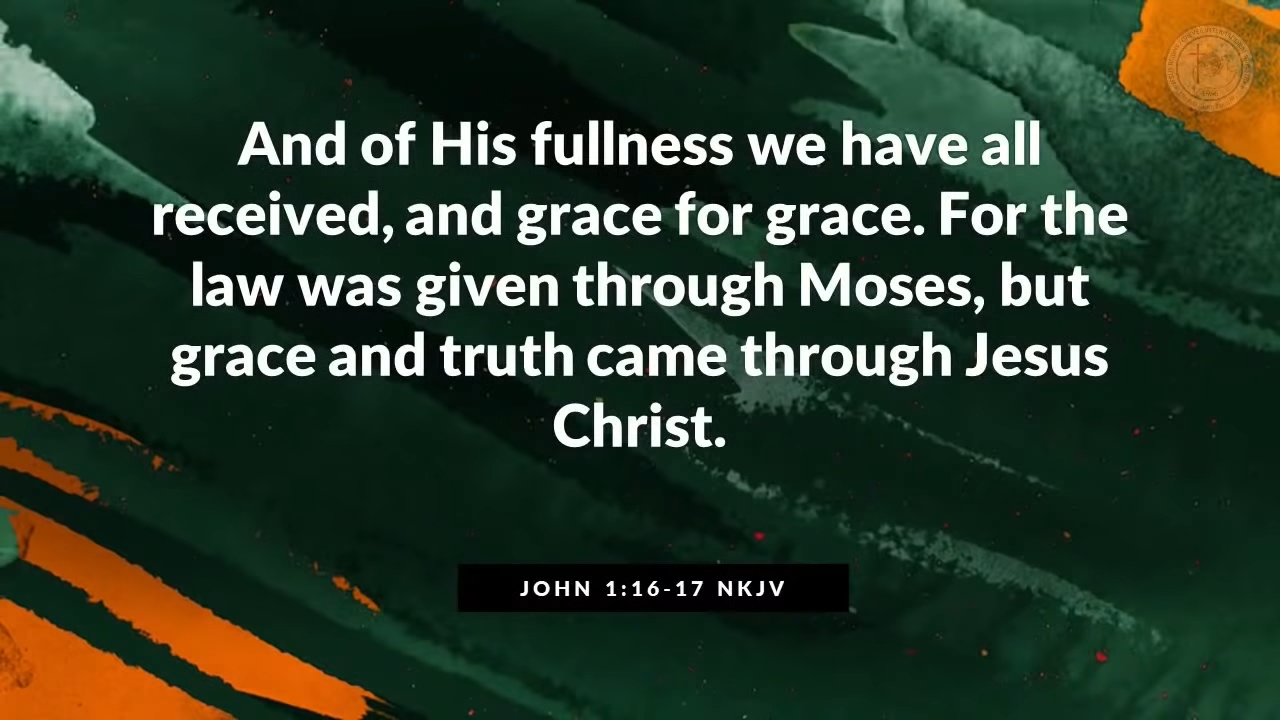 And of His fullness we have all
received, and grace for grace. For the
law was given through Moses, but
grace and truth came through Jesus
Christ.
JOHN 1:16-17 NKJV